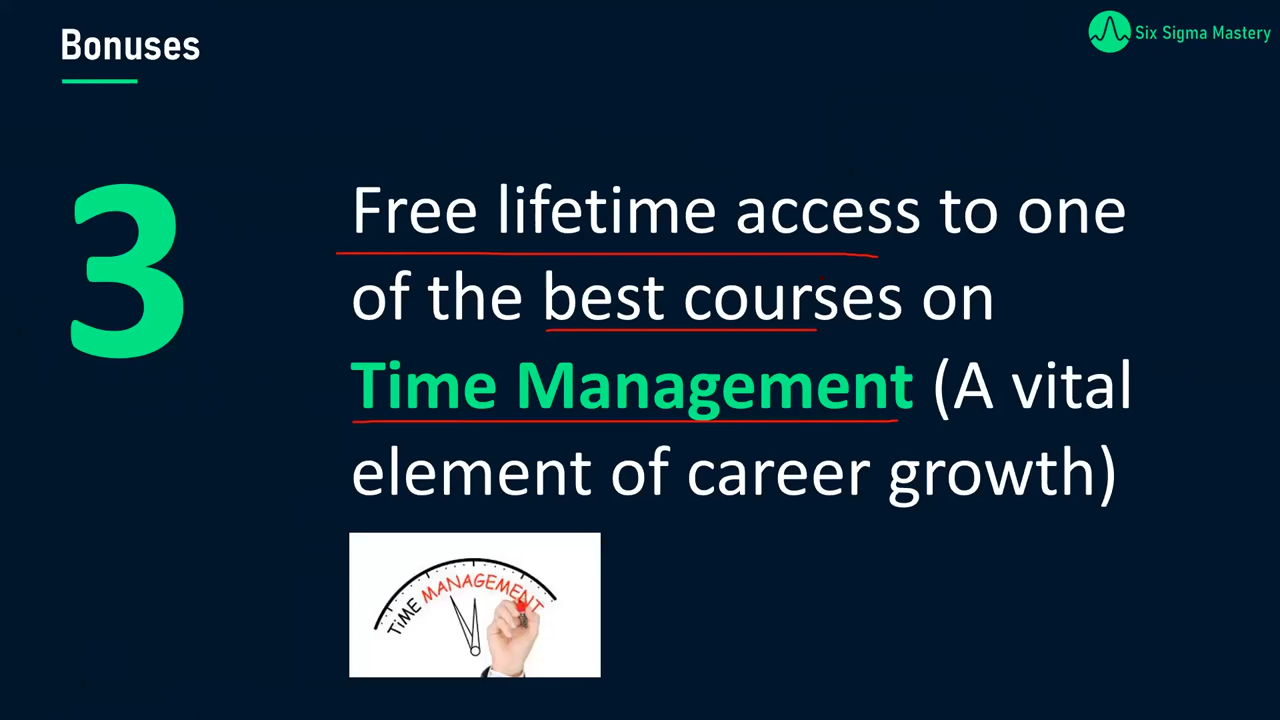 Bonuses
Six Sigma Mastery
3
Free lifetime access to one
of the best courses on
Time Management (A vital
element of career growth)
TiME MANAGEMENT